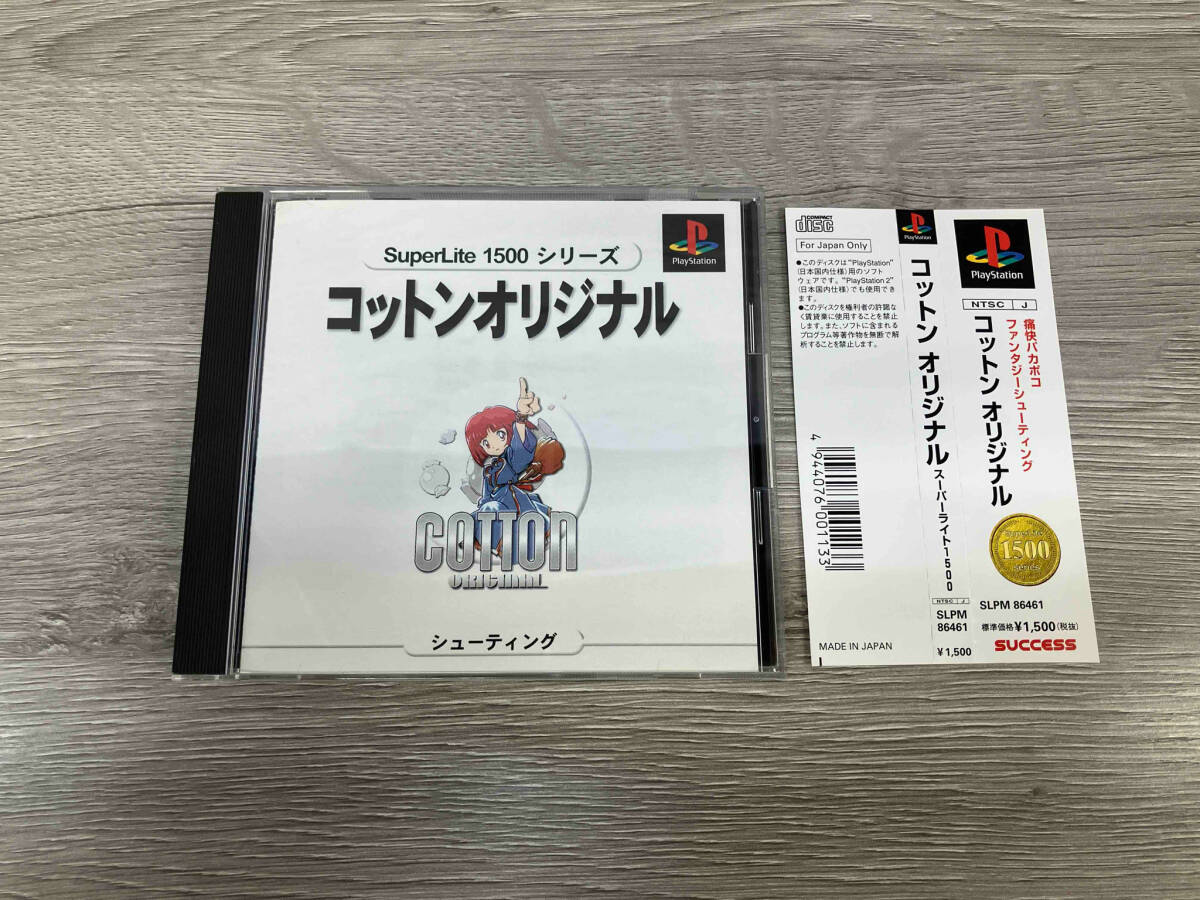 SuperLite 1500 シリーズ
PlayStation
コットンオリジナル
COTTON
ORIGINAL
シューティング
COMPACT
disc
For Japan Only
●このディスクは"PlayStation"
(日本国内仕様)用のソフト
ウェアです。"PlayStation 2"
(日本国内仕様)でも使用でき
ます。
●このディスクを権利者の許諾な
く賃貸業に使用することを禁止
します。また、ソフトに含まれる
プログラム等著作物を無断で解
析することを禁止します。
4944076001133
MADE IN JAPAN
PlayStation
コットン オリジナル スーパーライト1500
NTSC J
SLPM
86461
¥1,500
PlayStation
NTSC J
痛快バカポコ
ファンタジーシューティング
コットン オリジナル
SuperLite
1500
series
SLPM 86461
標準価格¥1,500(税抜)
SUCCESS